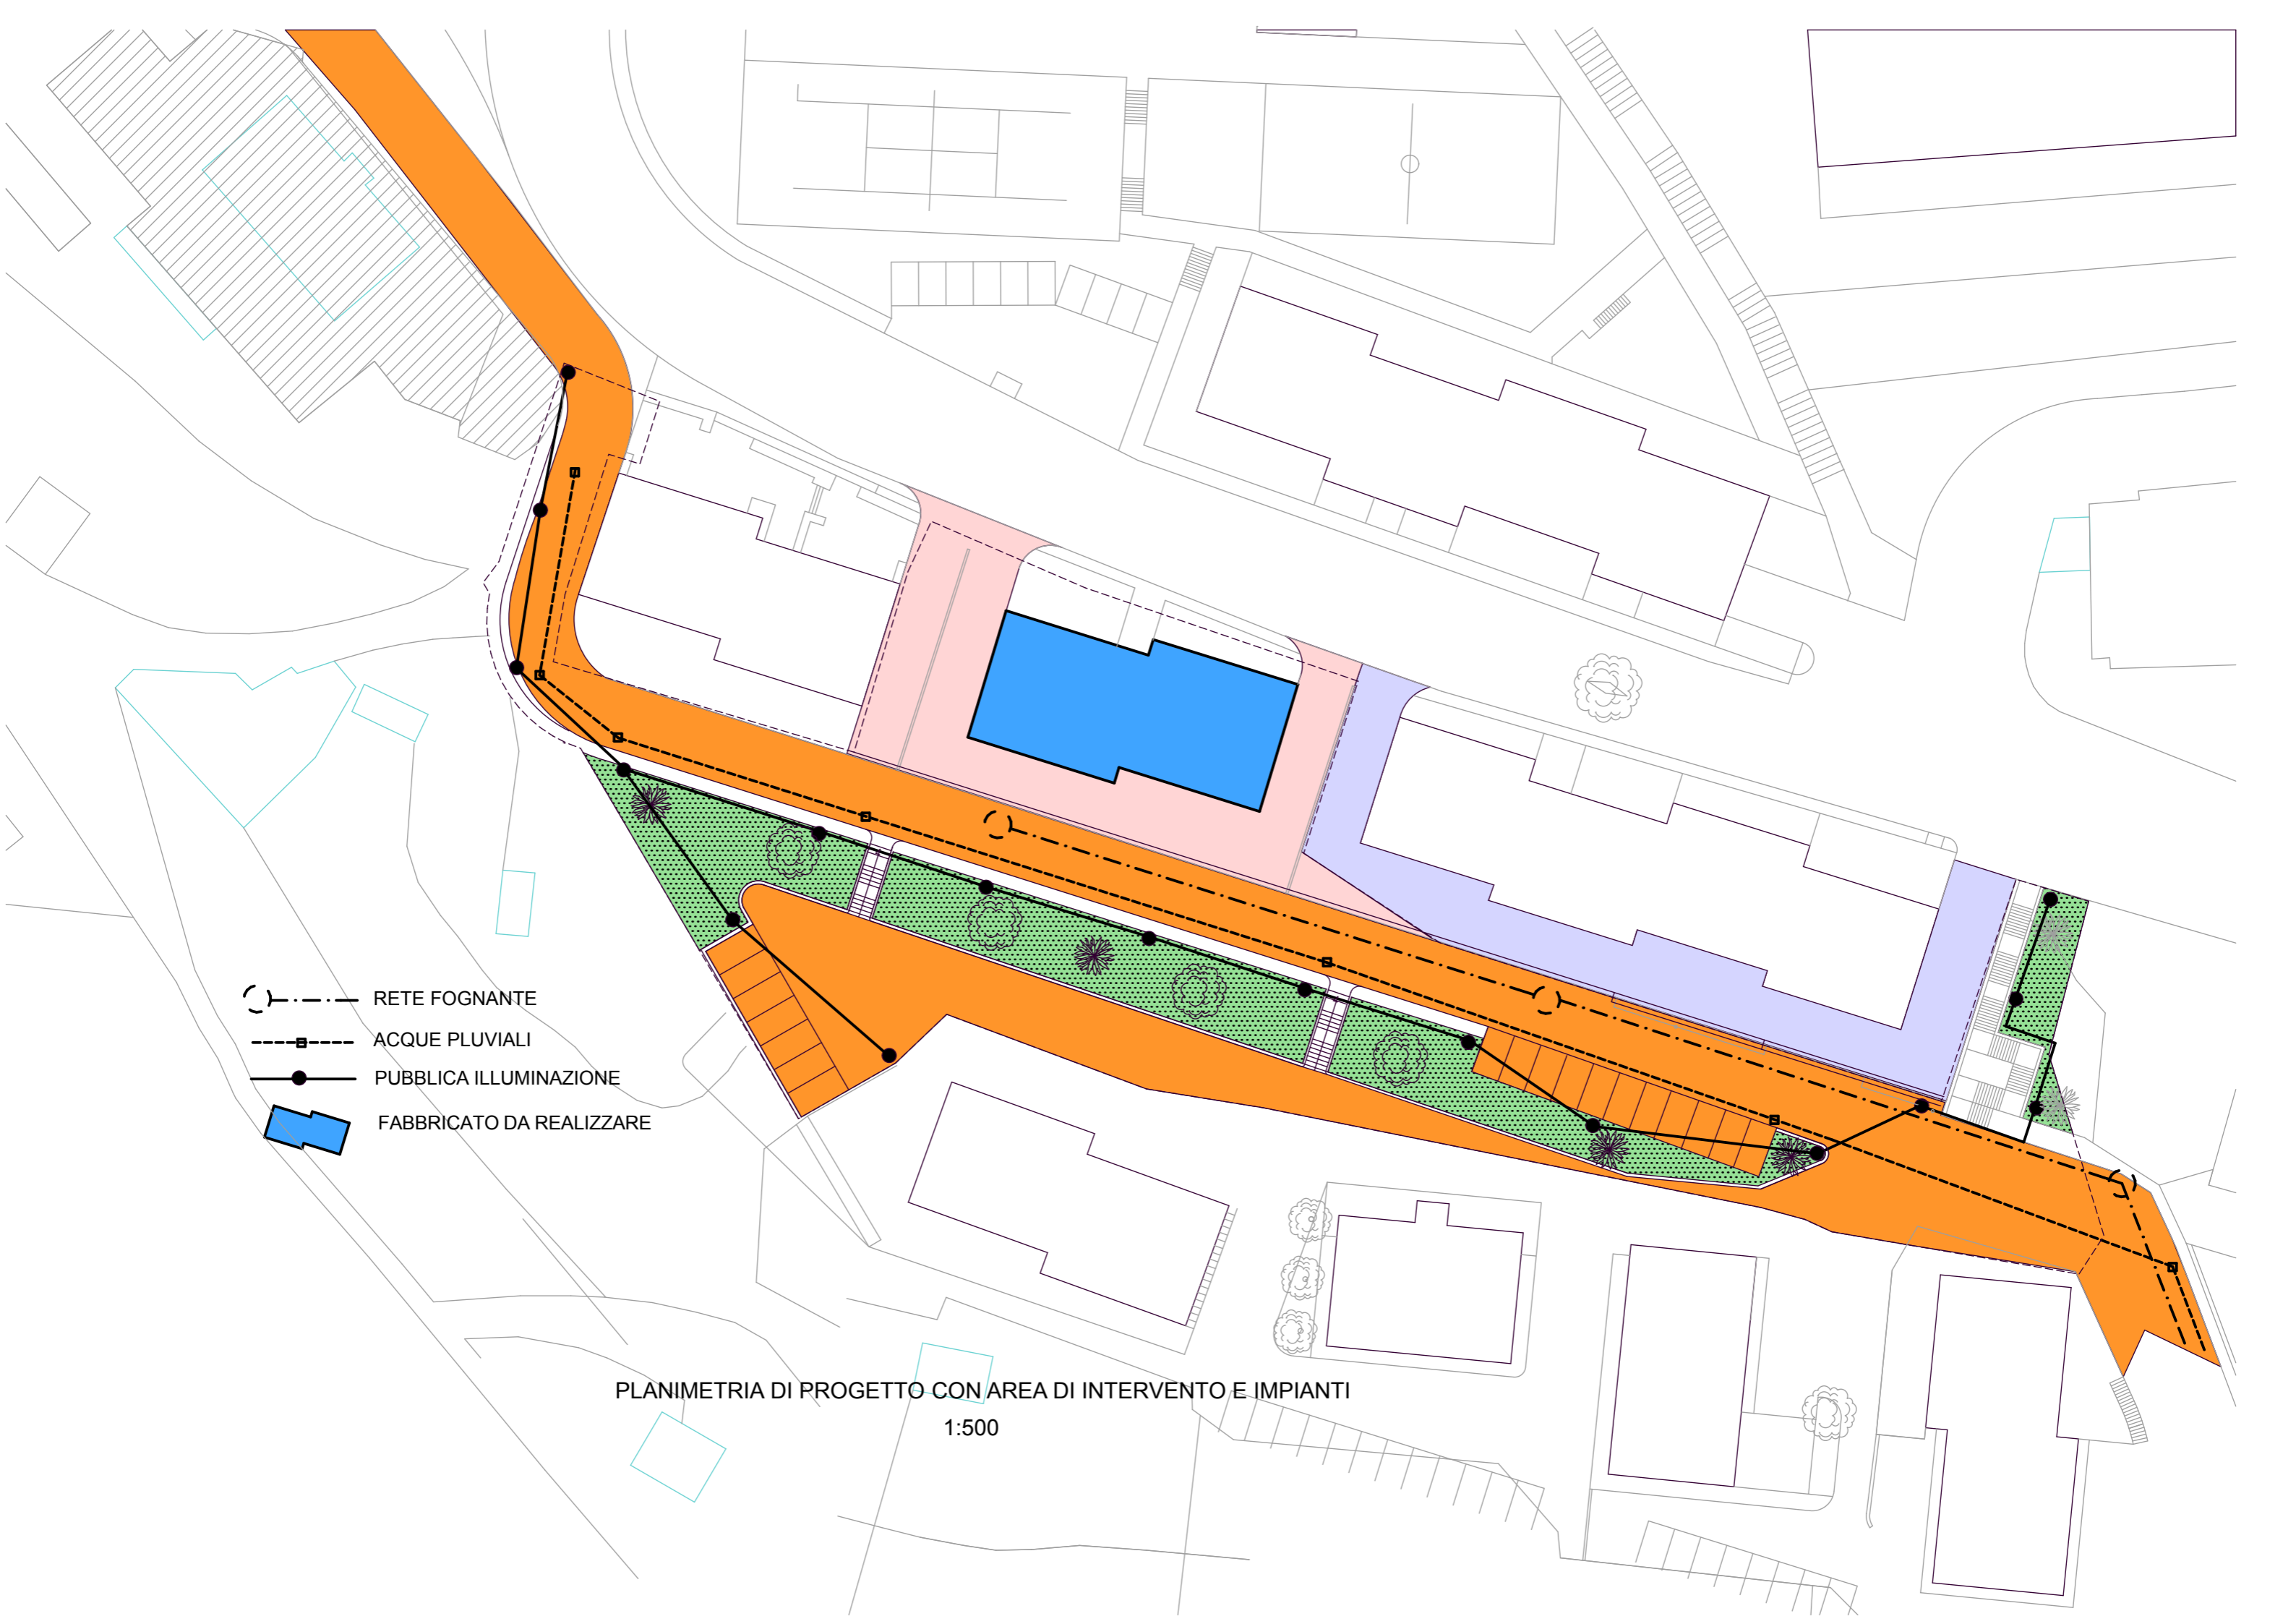 RETE FOGNANTE
ACQUE PLUVIALI
PUBBLICA ILLUMINAZIONE
FABBRICATO DA REALIZZARE
PLANIMETRIA DI PROGETTO CON AREA DI INTERVENTO E IMPIANTI
1:500